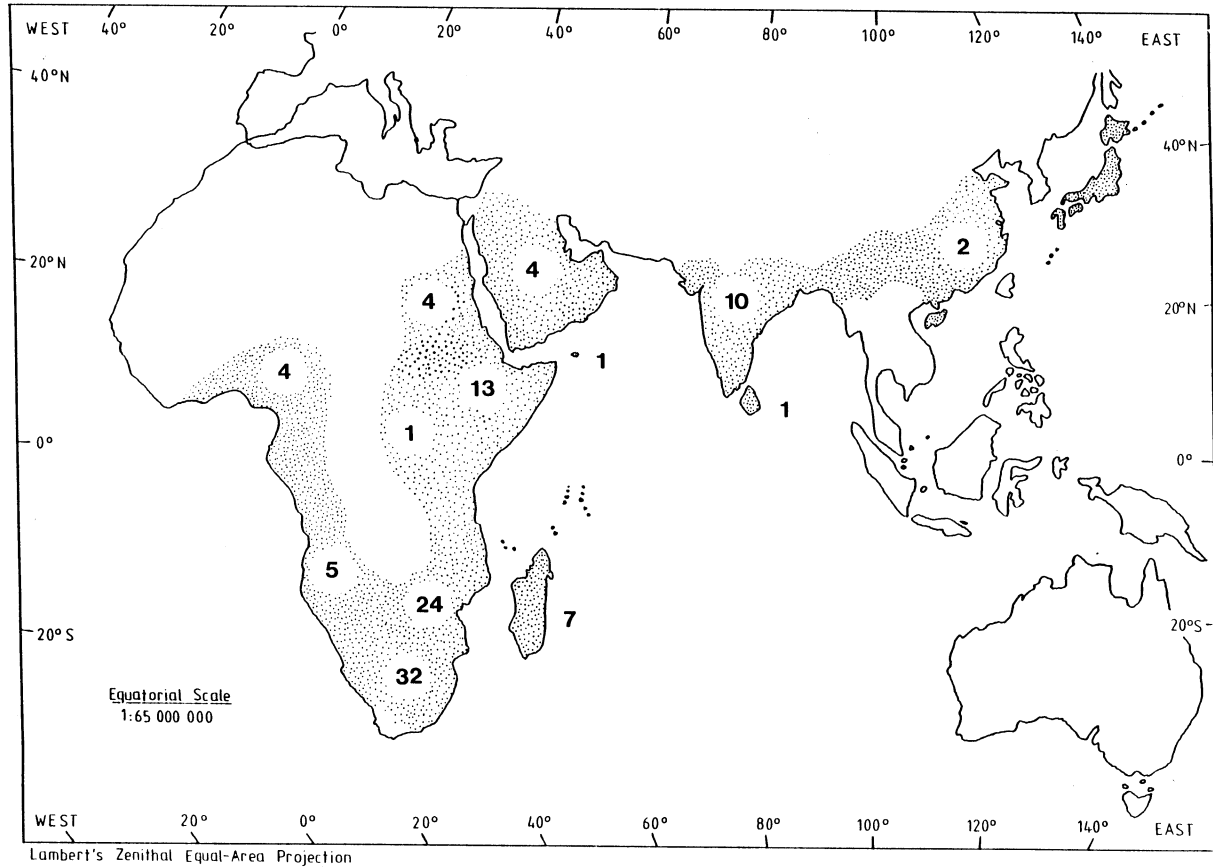 WEST 40° 20° 0° 20° 40° 60° 80° 100° 120° 140° EAST
40°N
40°N
2
20°N
4
10
4
20°N
1
4
13
1
1
0°
0°
5
24
7
20°S
20°S
32
Equatorial Scale
1:65 000 000
WEST 20° 0° 20° 40° 60° 80° 100° 120° 140° EAST
Lambert's Zenithal Equal-Area Projection